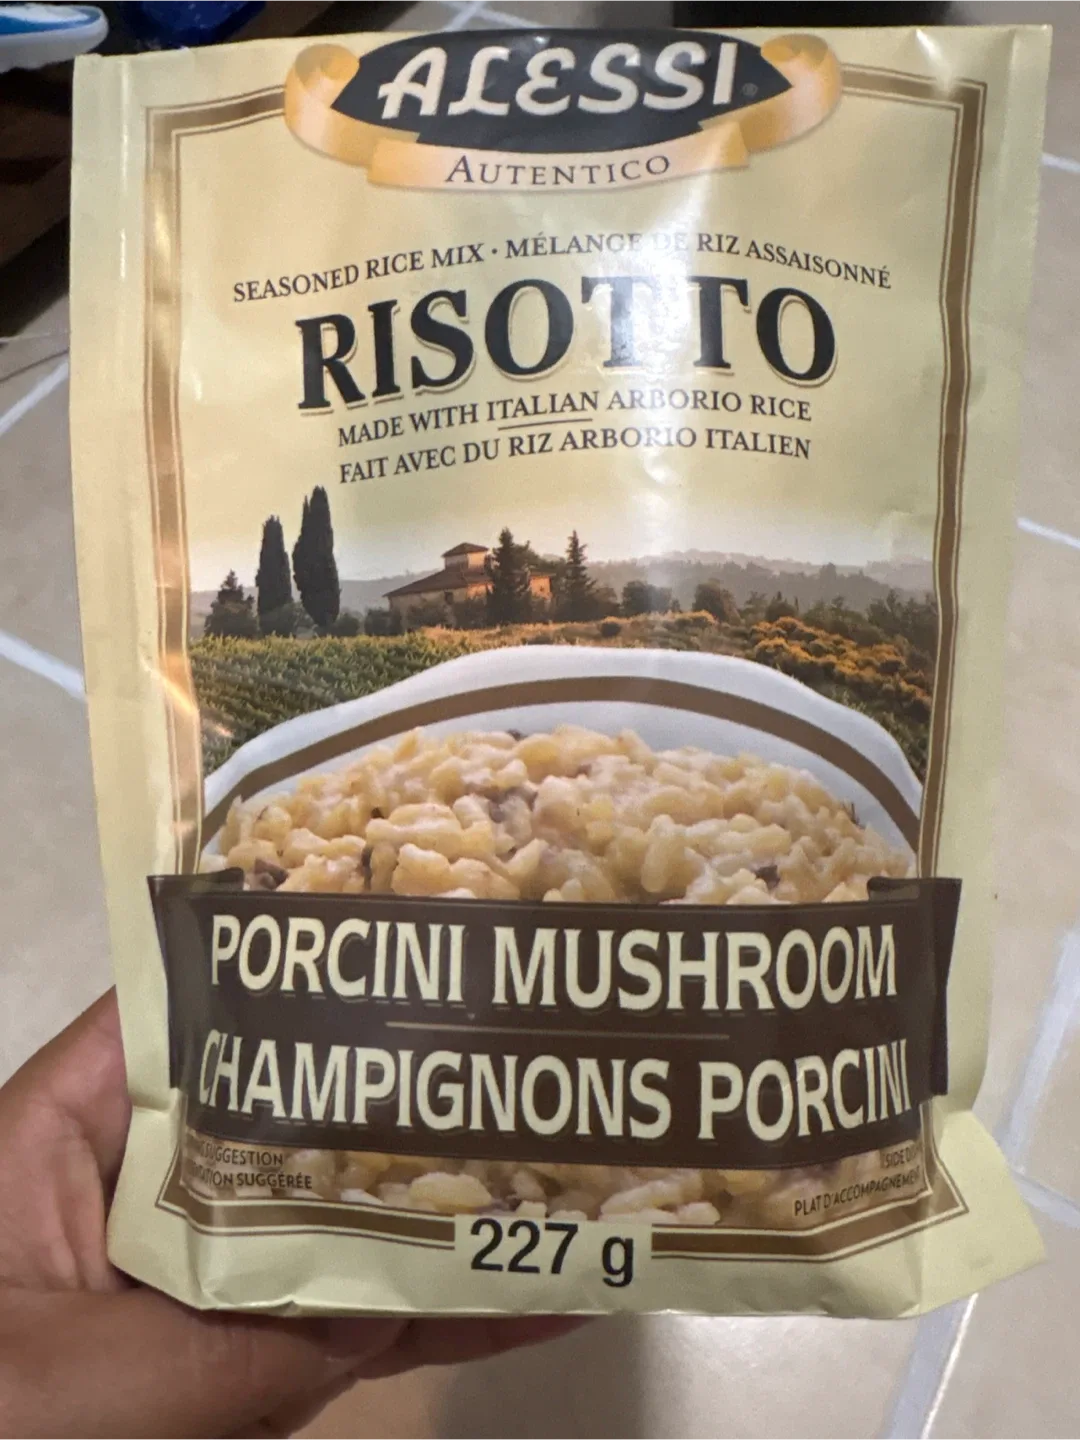 ALESSI®
AUTENTICO
SEASONED RICE MIX · MÉLANGE DE RIZ ASSAISONNÉ
RISOTTO
MADE WITH ITALIAN ARBORIO RICE
FAIT AVEC DU RIZ ARBORIO ITALIEN
PORCINI MUSHROOM
CHAMPIGNONS PORCINI
SUGGESTION
SUGGÉRÉE
SIDE
PLAT D'ACCOMPAGNEMENT
227 g